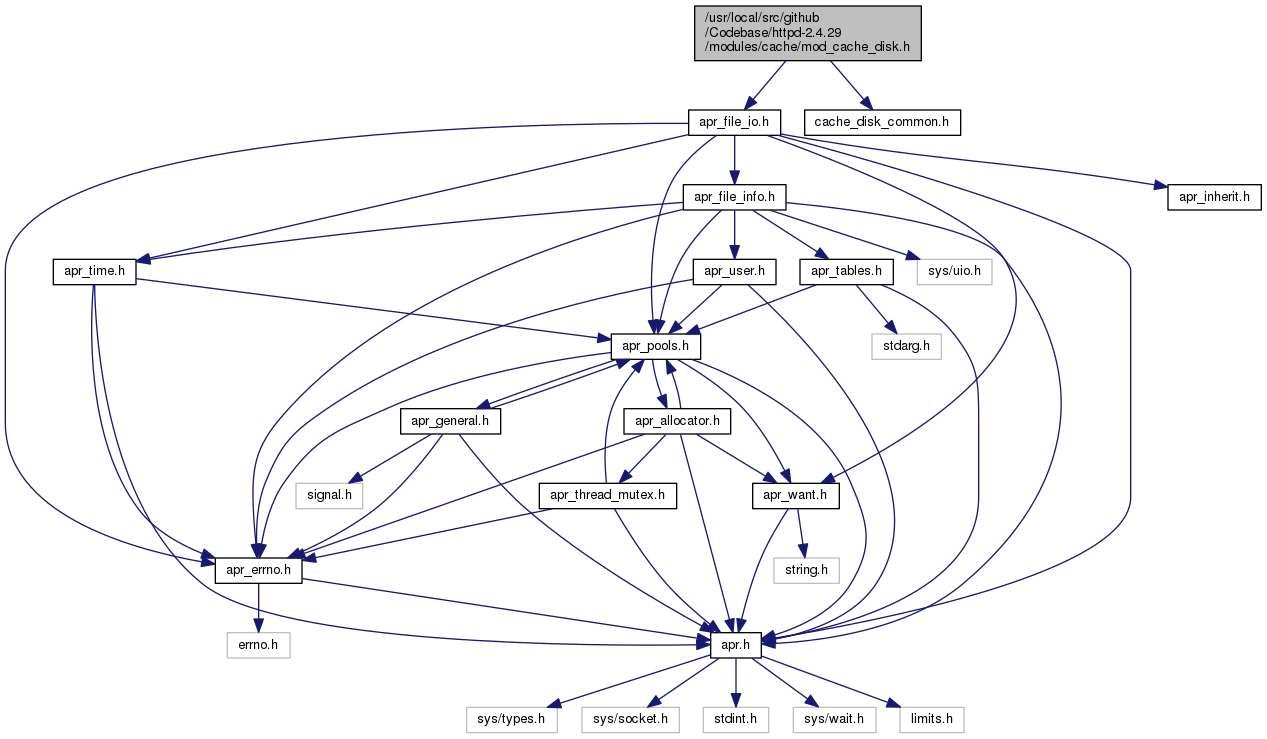 /usr/local/src/github
/Codebase/httpd-2.4.29
/modules/cache/mod_cache_disk.h
apr_file_io.h
cache_disk_common.h
apr_file_info.h
apr_inherit.h
apr_time.h
apr_user.h
apr_tables.h
sys/uio.h
apr_pools.h
stdarg.h
apr_general.h
apr_allocator.h
signal.h
apr_thread_mutex.h
apr_want.h
apr_errno.h
string.h
errno.h
apr.h
sys/types.h
sys/socket.h
stdint.h
sys/wait.h
limits.h